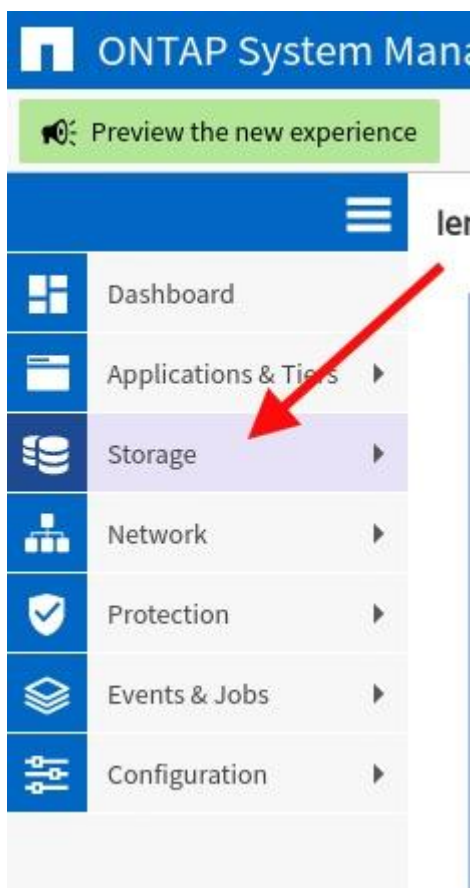 ONTAP System Mana
Preview the new experience
ler
Dashboard
Applications & Tiers
Storage
Network
Protection
Events & Jobs
Configuration